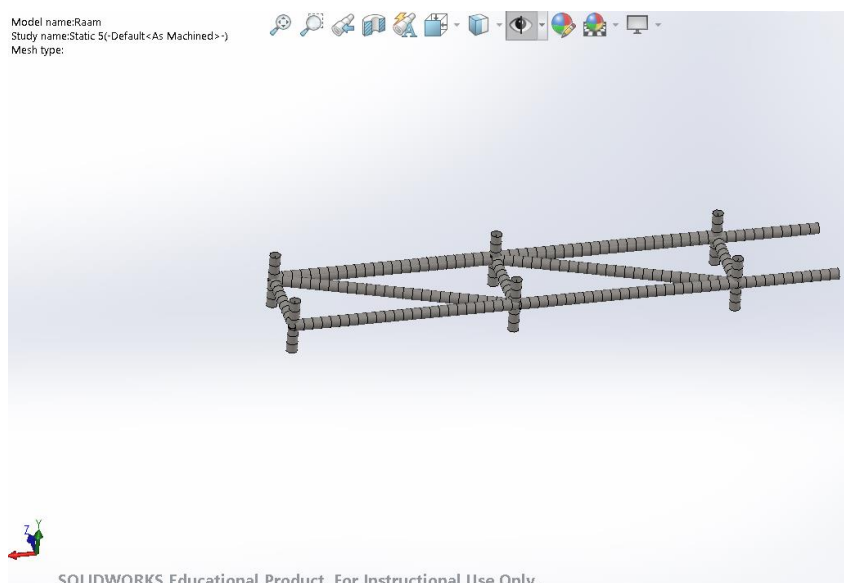 Model name:Raam
Study name:Static 5(-Default<As Machined>-)
Mesh type:
Z
Y
SOLIDWORKS Educational Product. For Instructional Use Only.